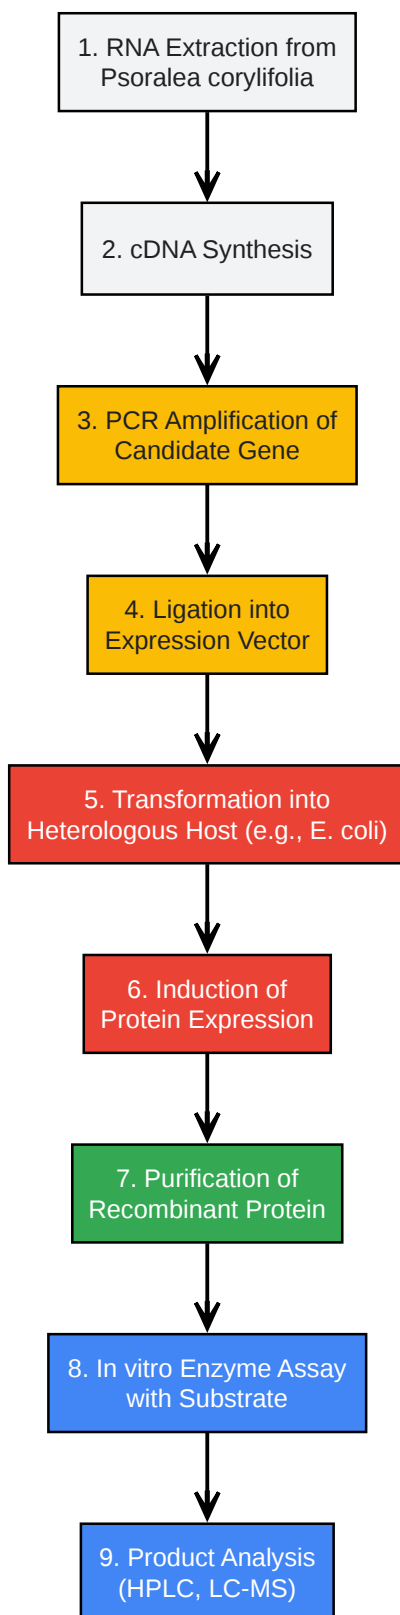 1. RNA Extraction from
Psoralea corylifolia
2. cDNA Synthesis
3. PCR Amplification of
Candidate Gene
4. Ligation into
Expression Vector
5. Transformation into
Heterologous Host (e.g., E. coli)
6. Induction of
Protein Expression
7. Purification of
Recombinant Protein
8. In vitro Enzyme Assay
with Substrate
9. Product Analysis
(HPLC, LC-MS)